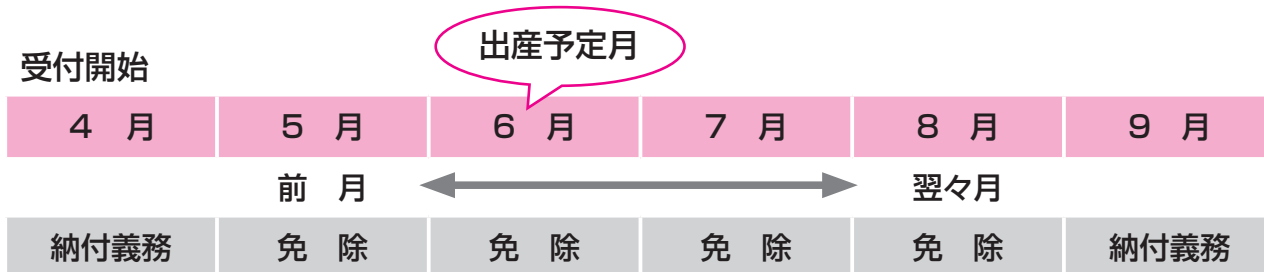 出産予定月
受付開始
4月 5月 6月 7月 8月 9月
前月 翌々月
納付義務 免除 免除 免除 免除 納付義務